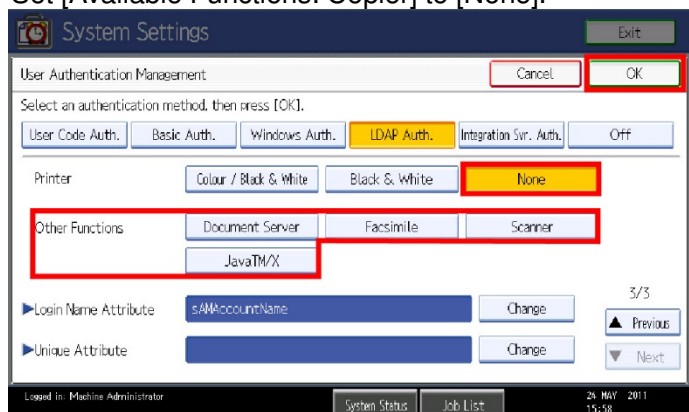 Set [Available Functions: Copier] to [None].
System Settings
Exit
User Authentication Management
Cancel
OK
Select an authentication method, then press [OK].
User Code Auth.
Basic Auth.
Windows Auth.
LDAP Auth.
Integration Svr. Auth.
Off
Printer
Colour / Black & White
Black & White
None
Other Functions
Document Server
Facsimile
Scanner
JavaTM/X
▶Login Name Attribute
sAMAccountName
Change
3/3
▲ Previous
▶Unique Attribute
Change
▼ Next
Logged in: Machine Administrator
System Status
Job List
24 MAY 2011
15:58